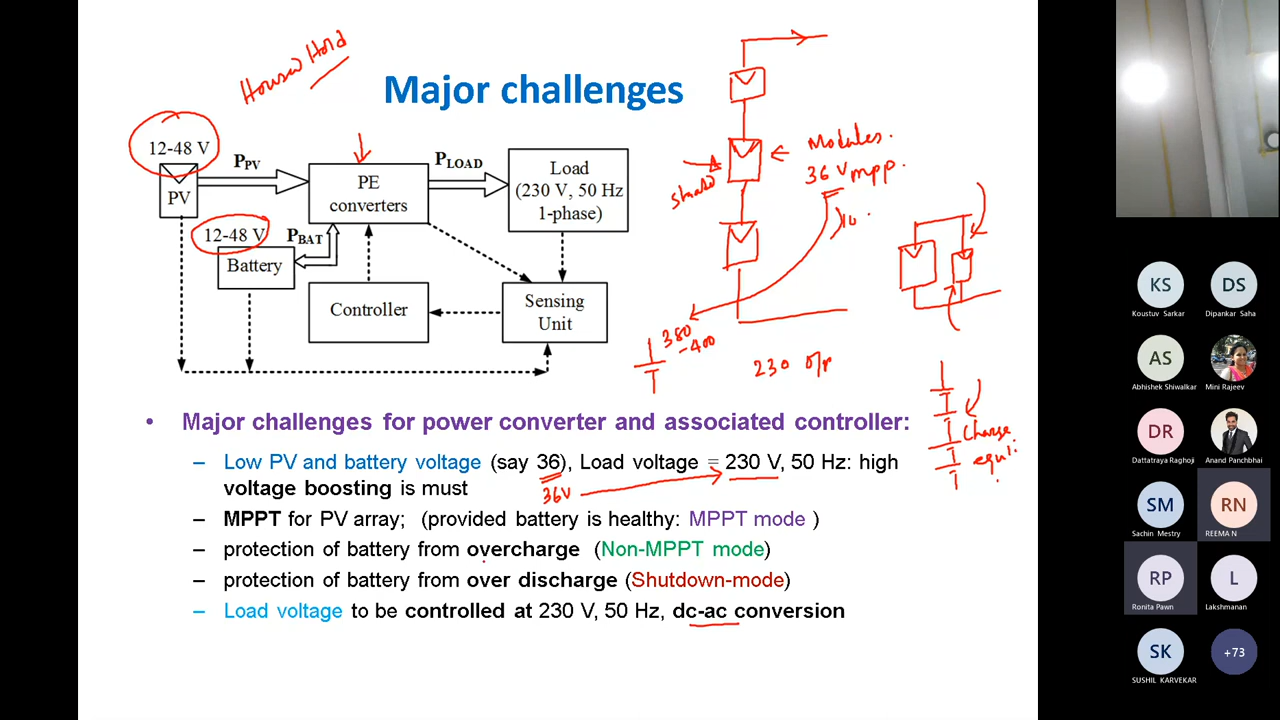 House Hold
Major challenges
12-48 V
PV
P_PV
PE
converters
P_LOAD
Load
(230 V, 50 Hz
1-phase)
12-48 V
P_BAT
Battery
Controller
Sensing
Unit
Modules.
36 V mpp.
380
-400
230 o/p
Charge
equi.
• Major challenges for power converter and associated controller:
– Low PV and battery voltage (say 36), Load voltage = 230 V, 50 Hz: high
voltage boosting is must
36V
– MPPT for PV array; (provided battery is healthy: MPPT mode )
– protection of battery from overcharge (Non-MPPT mode)
– protection of battery from over discharge (Shutdown-mode)
– Load voltage to be controlled at 230 V, 50 Hz, dc-ac conversion
KS
Koustuv Sarkar
DS
Dipankar Saha
AS
Abhishek Shiwalkar
Mini Rajeev
DR
Dattatraya Raghoji
Anand Panchbhai
SM
Sachin Mestry
RN
REEMA N
RP
Ronita Pawn
L
Lakshmanan
SK
SUSHIL KARVEKAR
+73